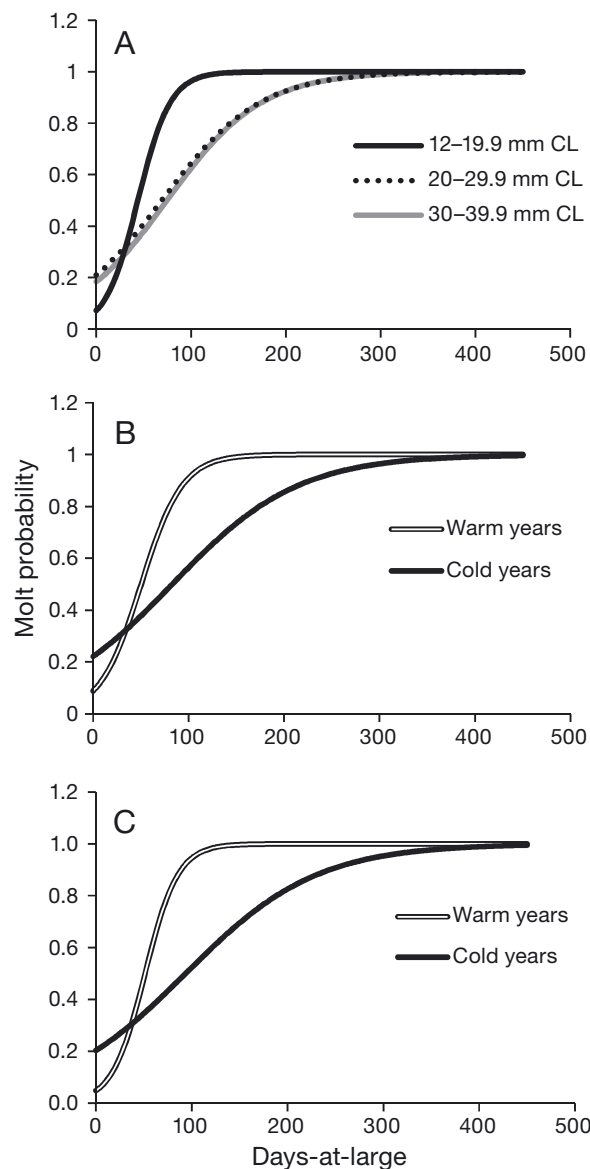 1.2
A
1
0.8
12–19.9 mm CL
0.6
20–29.9 mm CL
0.4
30–39.9 mm CL
0.2
0
0 100 200 300 400 500
1.2
B
1
0.8
Warm years
0.6
Cold years
0.4
0.2
0
0 100 200 300 400 500
Molt probability
1.2
C
1.0
0.8
Warm years
0.6
Cold years
0.4
0.2
0.0
0 100 200 300 400 500
Days-at-large